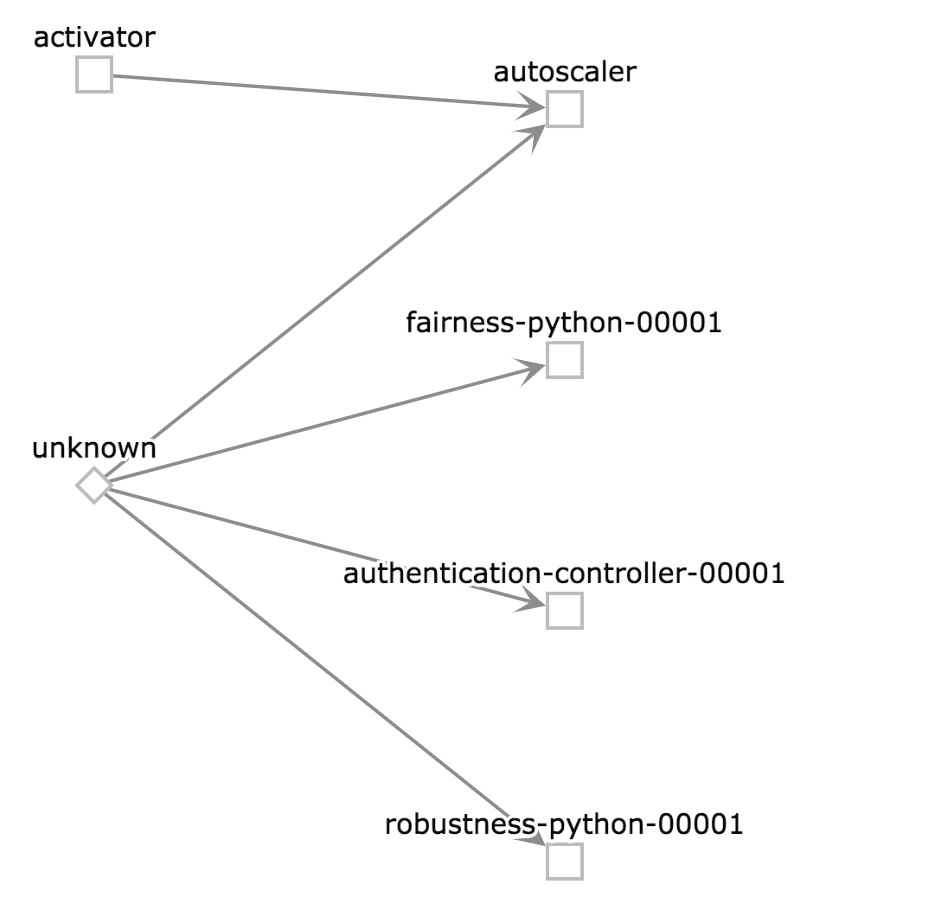 activator
autoscaler
fairness-python-00001
unknown
authentication-controller-00001
robustness-python-00001